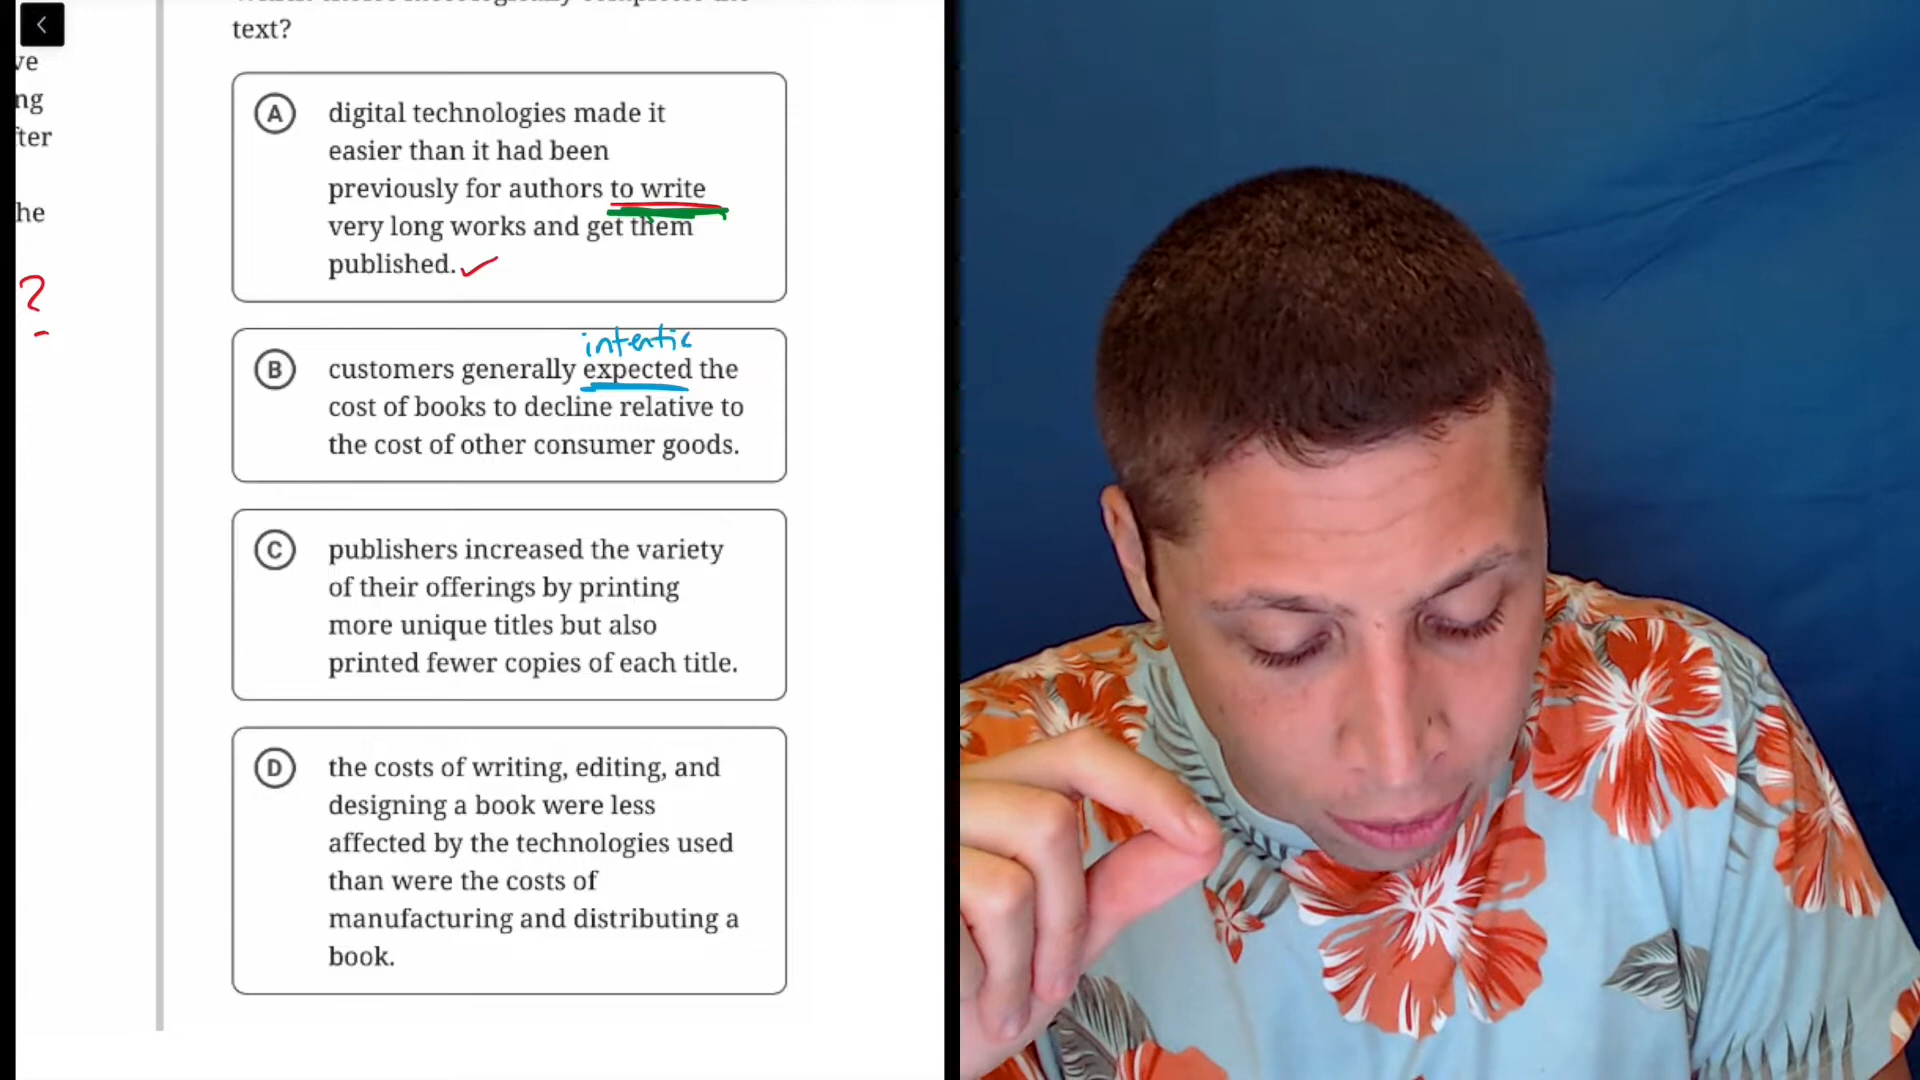 text?
ve
ng
fter
he
?
A
digital technologies made it
easier than it had been
previously for authors to write
very long works and get them
published.
intentic
B
customers generally expected the
cost of books to decline relative to
the cost of other consumer goods.
C
publishers increased the variety
of their offerings by printing
more unique titles but also
printed fewer copies of each title.
D
the costs of writing, editing, and
designing a book were less
affected by the technologies used
than were the costs of
manufacturing and distributing a
book.